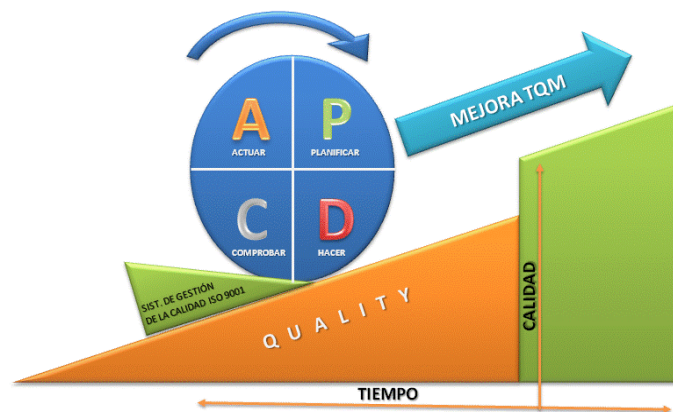 A
ACTUAR
P
PLANIFICAR
MEJORA TQM
C
COMPROBAR
D
HACER
SIST. DE GESTIÓN
DE LA CALIDAD ISO 9001
QUALITY
CALIDAD
TIEMPO